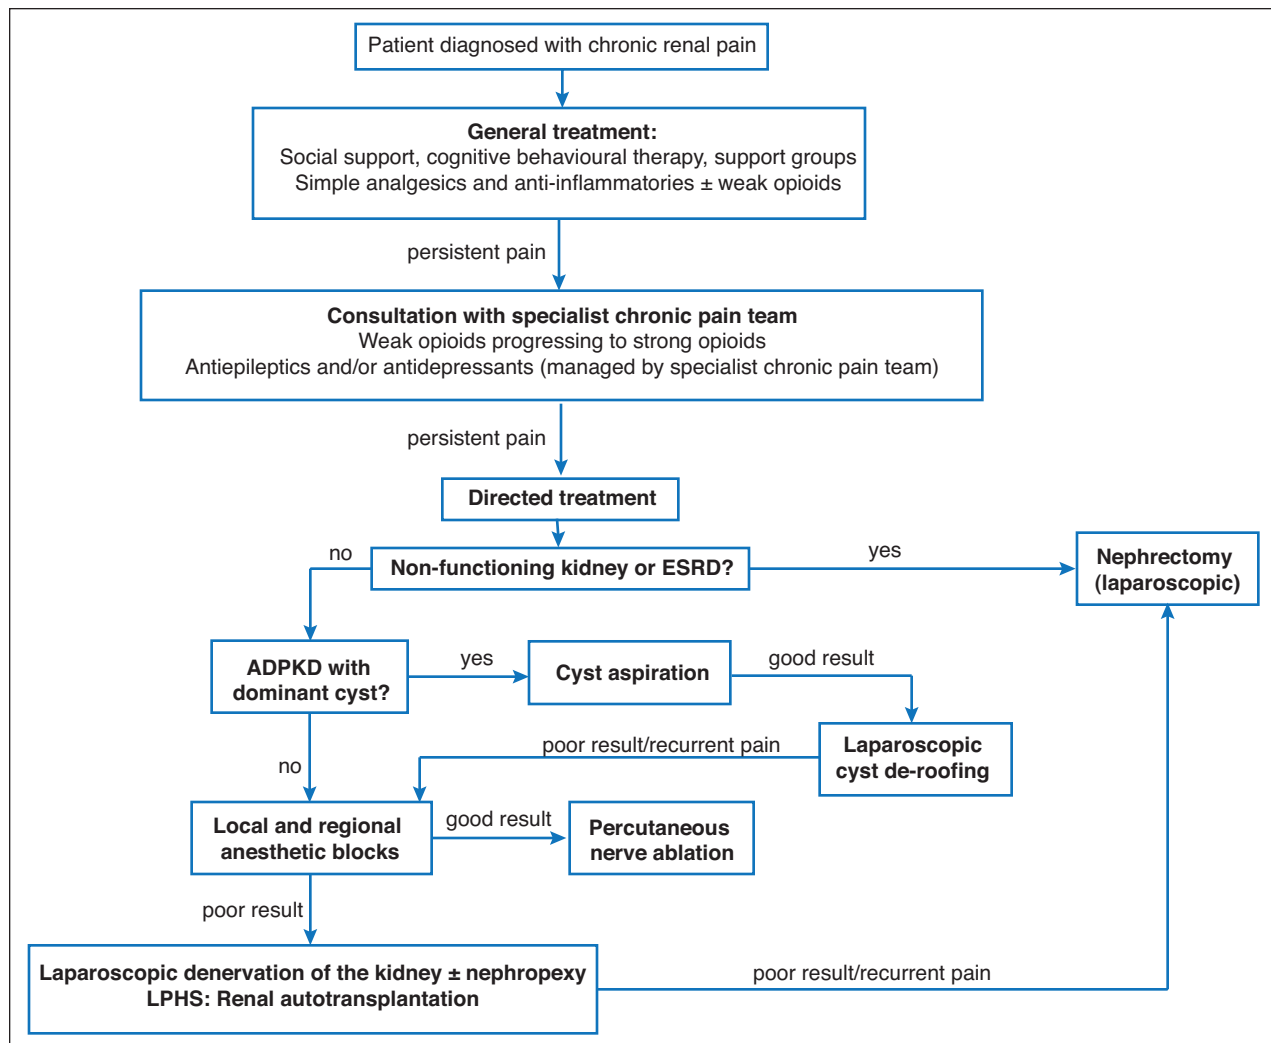 Patient diagnosed with chronic renal pain
General treatment:
Social support, cognitive behavioural therapy, support groups
Simple analgesics and anti-inflammatories ± weak opioids
persistent pain
Consultation with specialist chronic pain team
Weak opioids progressing to strong opioids
Antiepileptics and/or antidepressants (managed by specialist chronic pain team)
persistent pain
Directed treatment
no
Non-functioning kidney or ESRD?
yes
Nephrectomy
(laparoscopic)
ADPKD with
dominant cyst?
yes
Cyst aspiration
good result
Laparoscopic
cyst de-roofing
poor result/recurrent pain
no
Local and regional
anesthetic blocks
good result
Percutaneous
nerve ablation
poor result
Laparoscopic denervation of the kidney ± nephropexy
LPHS: Renal autotransplantation
poor result/recurrent pain